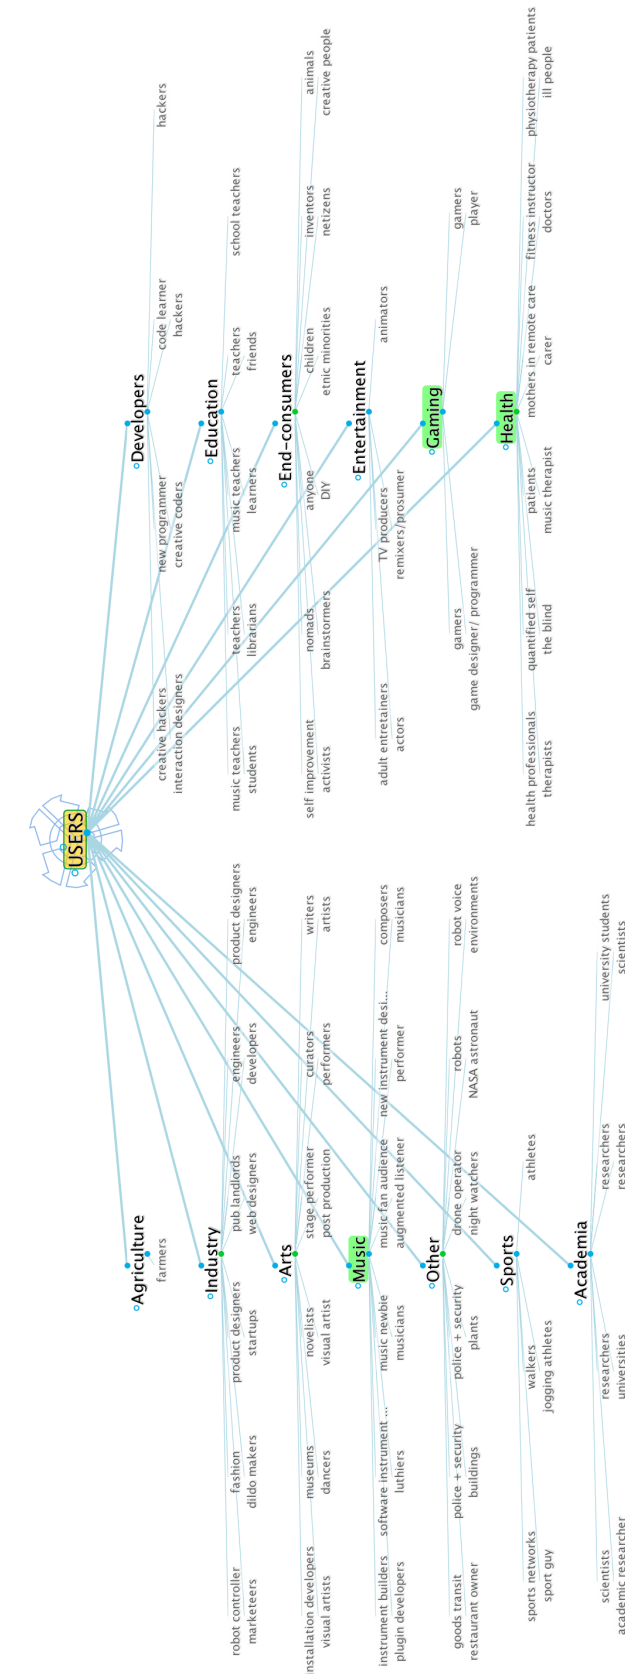 USERS
Agriculture
farmers
Industry
robot controller
fashion
product designers
pub landlords
engineers
product designers
marketeers
dildo makers
startups
web designers
developers
engineers
Arts
installation developers
museums
novelists
stage performer
curators
writers
visual artists
dancers
visual artist
post production
performers
artists
Music
instrument builders
software instrument ...
music newbie
music fan audience
new instrument desi...
composers
plugin developers
luthiers
musicians
augmented listener
performer
musicians
Other
goods transit
police + security
police + security
drone operator
robots
robot voice
restaurant owner
buildings
plants
night watchers
NASA astronaut
environments
Sports
sports networks
walkers
athletes
sport guy
jogging athletes
Academia
scientists
researchers
researchers
university students
academic researcher
universities
researchers
scientists
Developers
creative hackers
new programmer
code learner
hackers
interaction designers
creative coders
hackers
Education
music teachers
teachers
music teachers
teachers
school teachers
students
librarians
learners
friends
End-consumers
self improvement
nomads
anyone
children
inventors
animals
activists
brainstormers
DIY
etnic minorities
netizens
creative people
Entertainment
adult entretainers
TV producers
animators
actors
remixers/prosumer
Gaming
gamers
gamers
game designer/ programmer
player
Health
health professionals
quantified self
patients
mothers in remote care
fitness instructor
physiotherapy patients
therapists
the blind
music therapist
carer
doctors
ill people